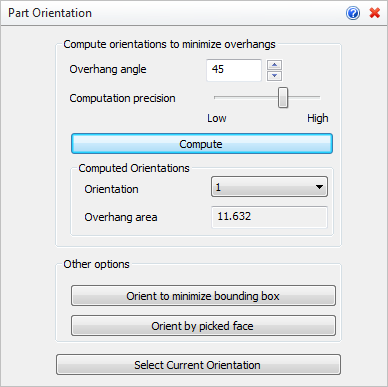 Part Orientation
Compute orientations to minimize overhangs
Overhang angle 45
Computation precision
Low High
Compute
Computed Orientations
Orientation 1
Overhang area 11.632
Other options
Orient to minimize bounding box
Orient by picked face
Select Current Orientation